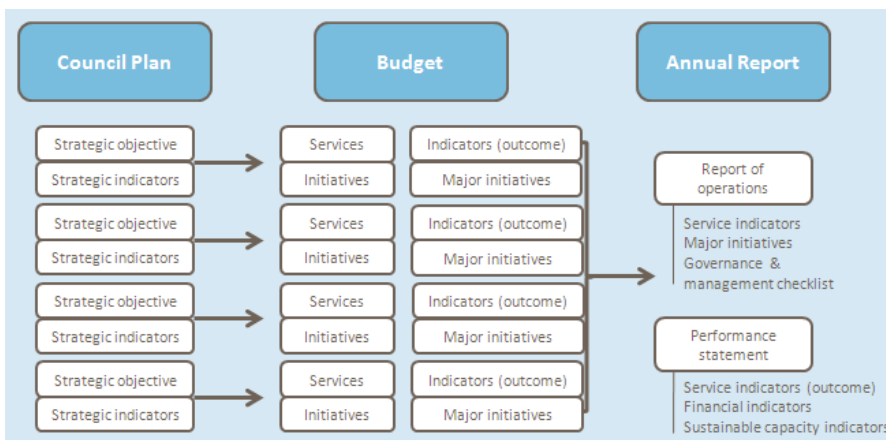 Council Plan
Budget
Annual Report
Strategic objective
Strategic indicators
Services
Initiatives
Indicators (outcome)
Major initiatives
Strategic objective
Strategic indicators
Services
Initiatives
Indicators (outcome)
Major initiatives
Strategic objective
Strategic indicators
Services
Initiatives
Indicators (outcome)
Major initiatives
Strategic objective
Strategic indicators
Services
Initiatives
Indicators (outcome)
Major initiatives
Report of
operations
Service indicators
Major initiatives
Governance &
management checklist
Performance
statement
Service indicators (outcome)
Financial indicators
Sustainable capacity indicators